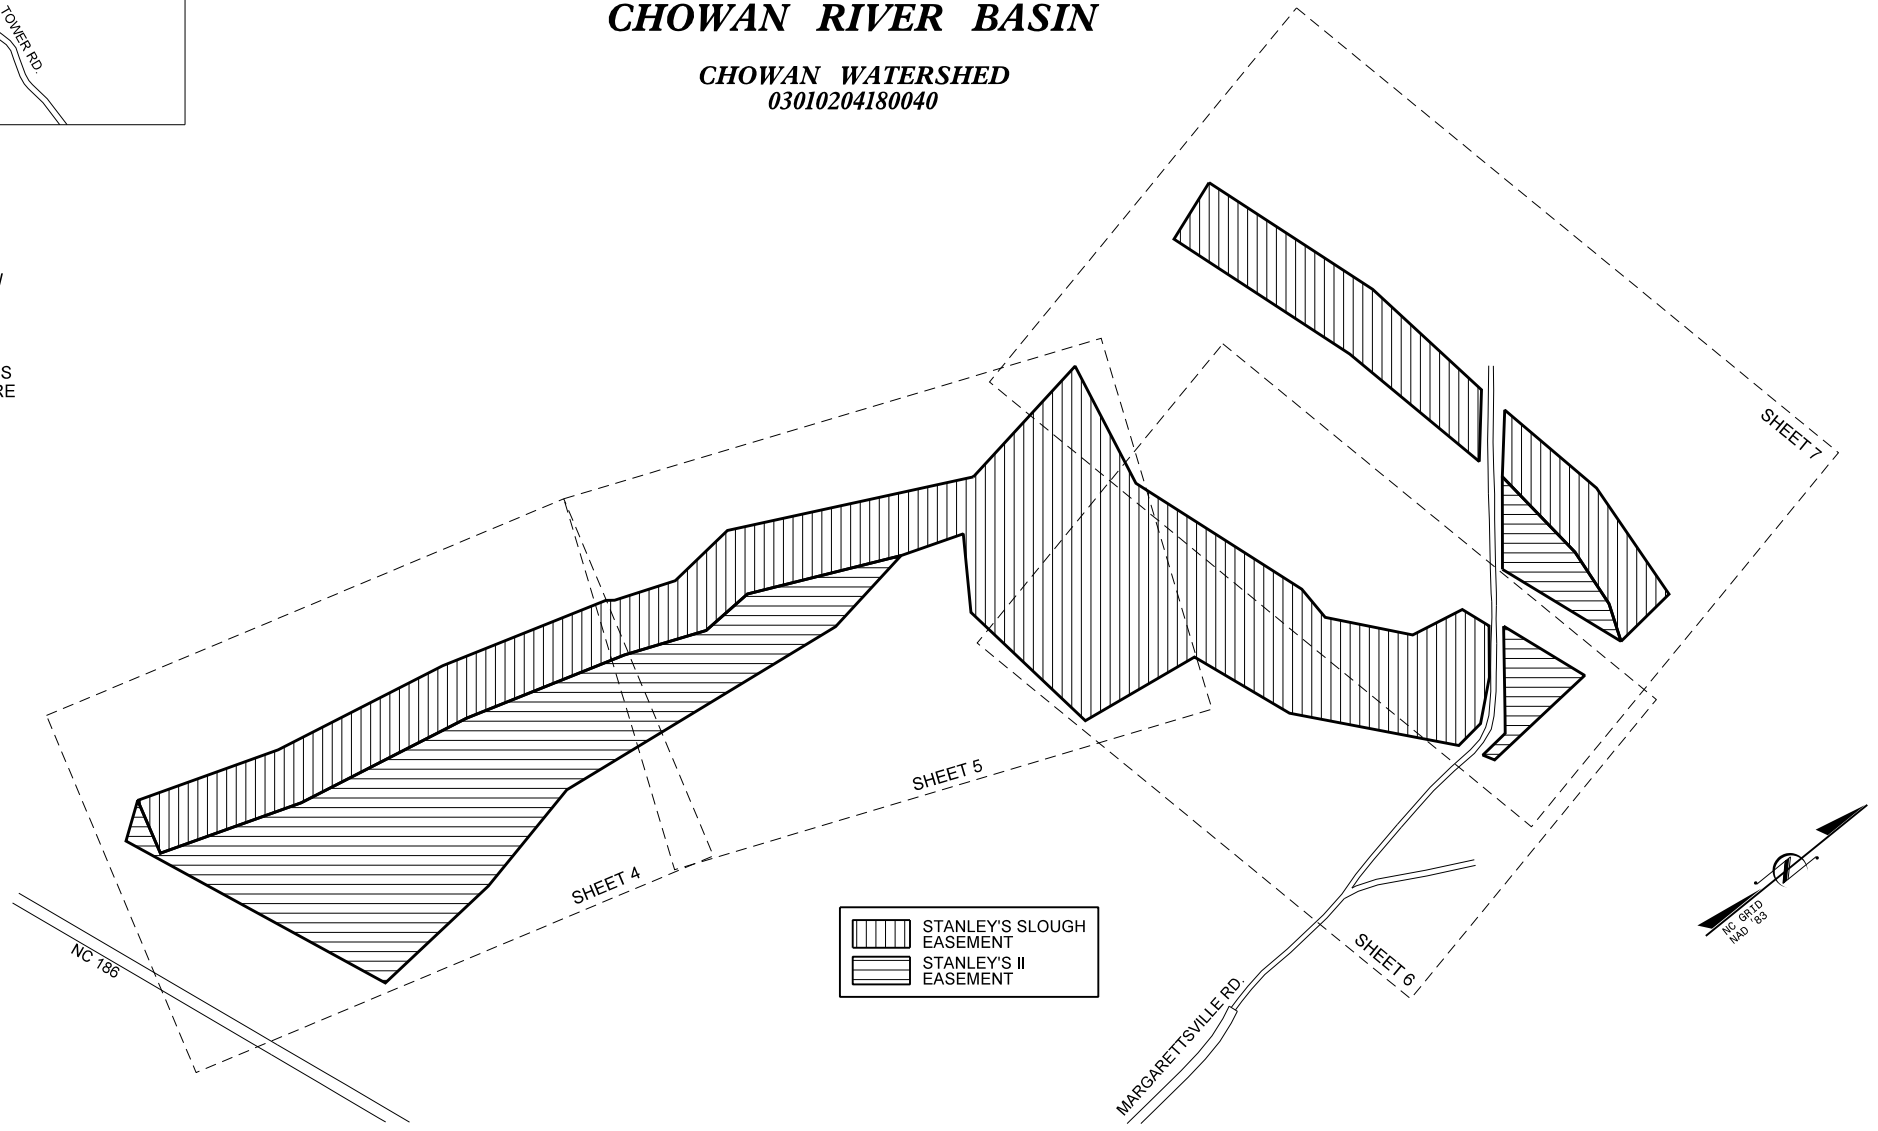 TOWER RD.
CHOWAN RIVER BASIN
CHOWAN WATERSHED
03010204180040
S
RE
SHEET 7
SHEET 5
SHEET 4
STANLEY'S SLOUGH
EASEMENT
STANLEY'S II
EASEMENT
NC GRID
NAD '83
NC 186
SHEET 6
MARGARETTSVILLE RD.